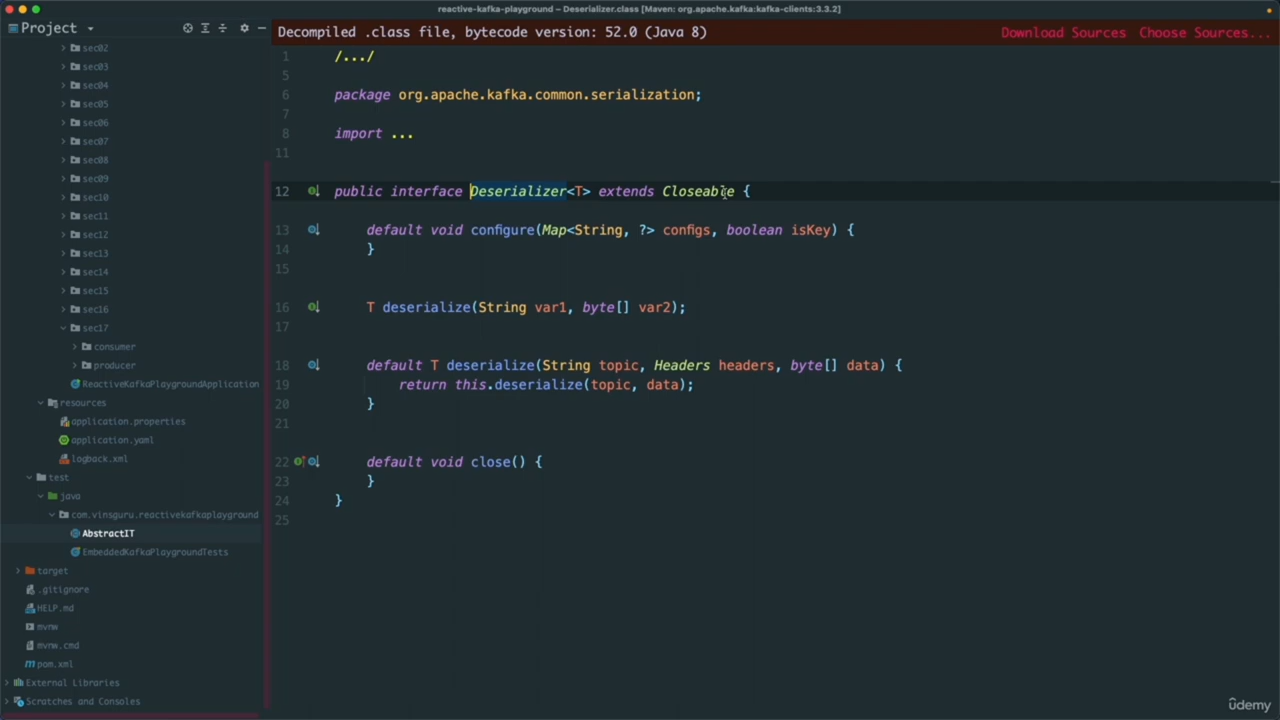 reactive-kafka-playground – Deserializer.class [Maven: org.apache.kafka:kafka-clients:3.3.2]
Project
Decompiled .class file, bytecode version: 52.0 (Java 8)
Download Sources Choose Sources...
sec02
sec03
sec04
sec05
sec06
sec07
sec08
sec09
sec10
sec11
sec12
sec13
sec14
sec15
sec16
sec17
consumer
producer
ReactiveKafkaPlaygroundApplication
resources
application.properties
application.yaml
logback.xml
test
java
com.vinsguru.reactivekafkaplayground
AbstractIT
EmbeddedKafkaPlaygroundTests
target
.gitignore
HELP.md
mvnw
mvnw.cmd
pom.xml
External Libraries
Scratches and Consoles
1 /.../
5
6 package org.apache.kafka.common.serialization;
7
8 import ...
11
12 public interface Deserializer<T> extends Closeable {
13 default void configure(Map<String, ?> configs, boolean isKey) {
14 }
15
16 T deserialize(String var1, byte[] var2);
17
18 default T deserialize(String topic, Headers headers, byte[] data) {
19 return this.deserialize(topic, data);
20 }
21
22 default void close() {
23 }
24 }
25
ûdemy